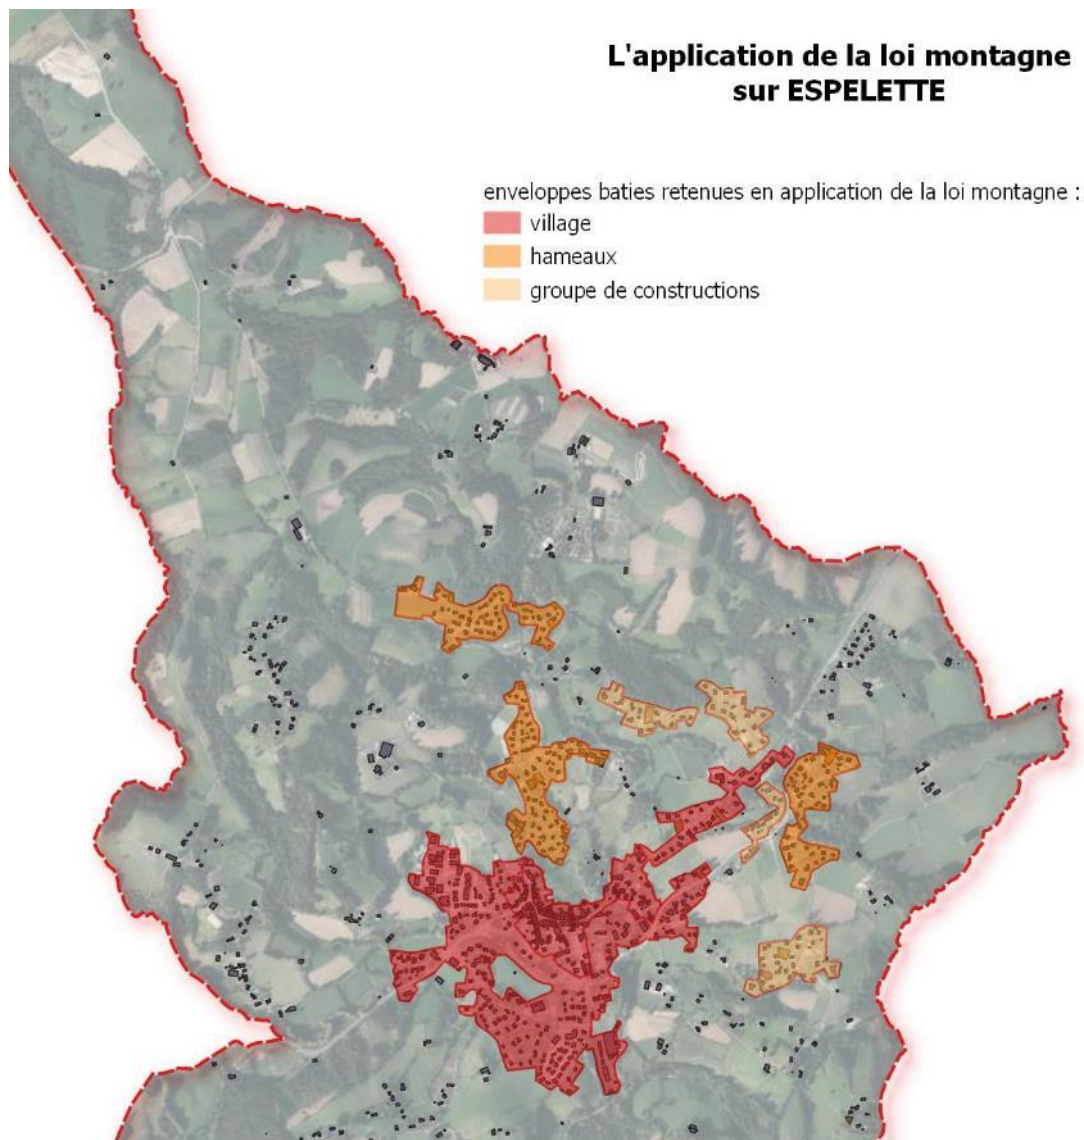 L'application de la loi montagne
sur ESPELETTE
enveloppes baties retenues en application de la loi montagne :
village
hameaux
groupe de constructions